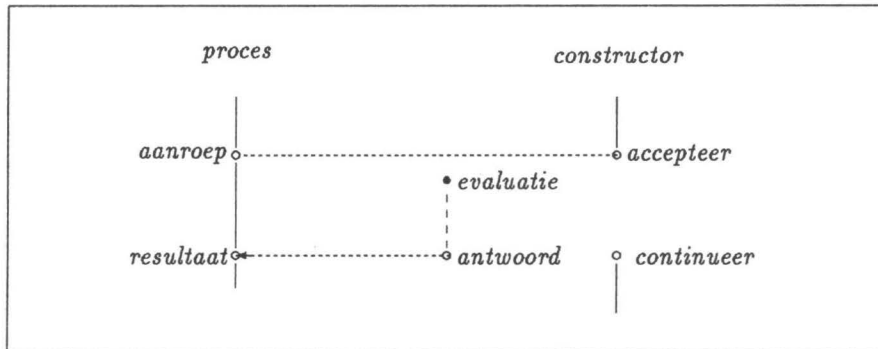 proces constructor
aanroep accepteer
evaluatie
resultaat antwoord continueer